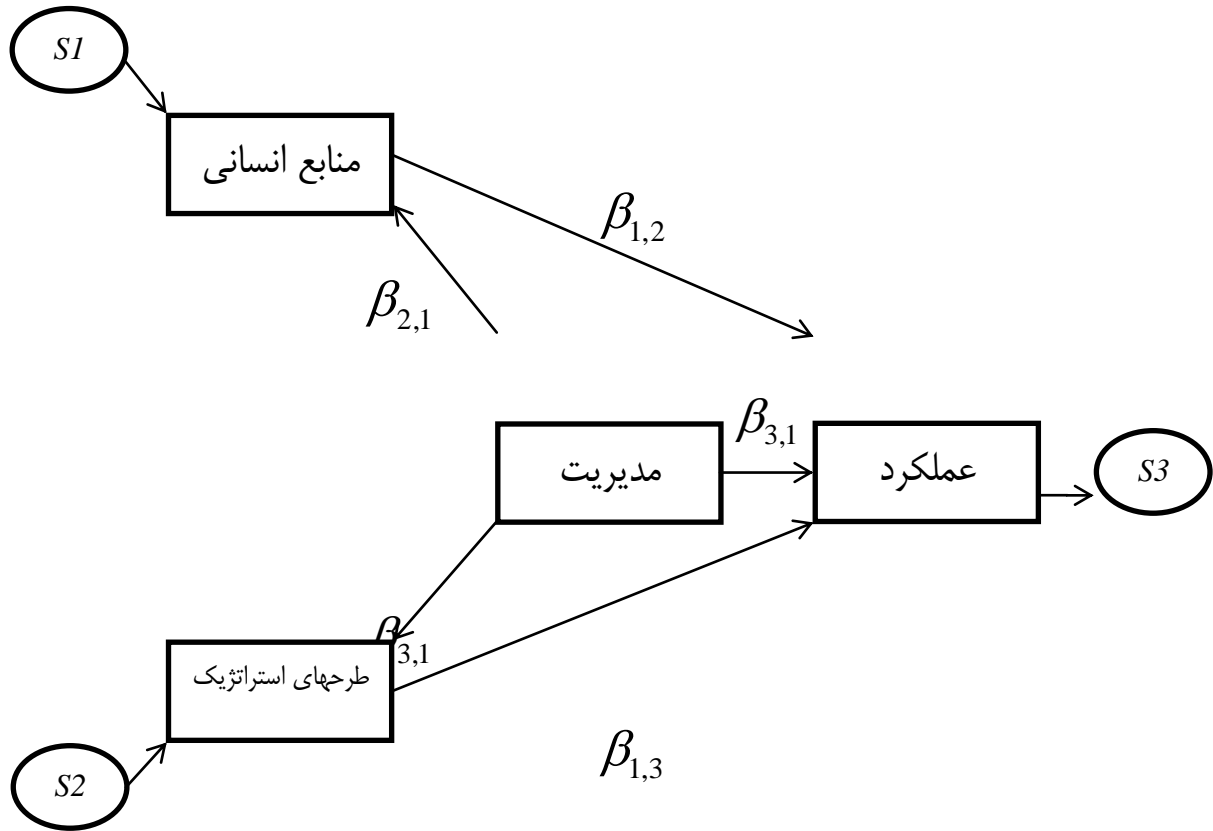 S1
منابع انسانی
β1,2
β2,1
β3,1
مدیریت
عملکرد
S3
β3,1
طرحهای استراتژیک
β1,3
S2